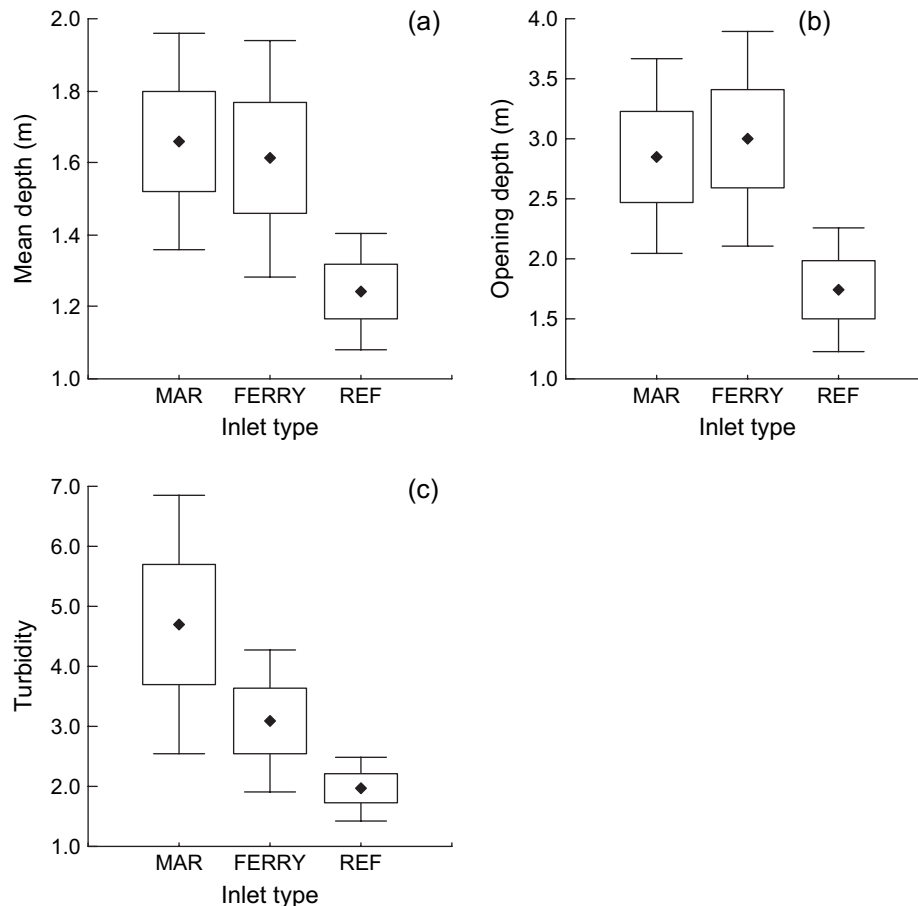 (a)
Mean depth (m)
2.0
1.8
1.6
1.4
1.2
1.0
MAR FERRY REF
Inlet type
(b)
Opening depth (m)
4.0
3.5
3.0
2.5
2.0
1.5
1.0
MAR FERRY REF
Inlet type
(c)
Turbidity
7.0
6.0
5.0
4.0
3.0
2.0
1.0
MAR FERRY REF
Inlet type